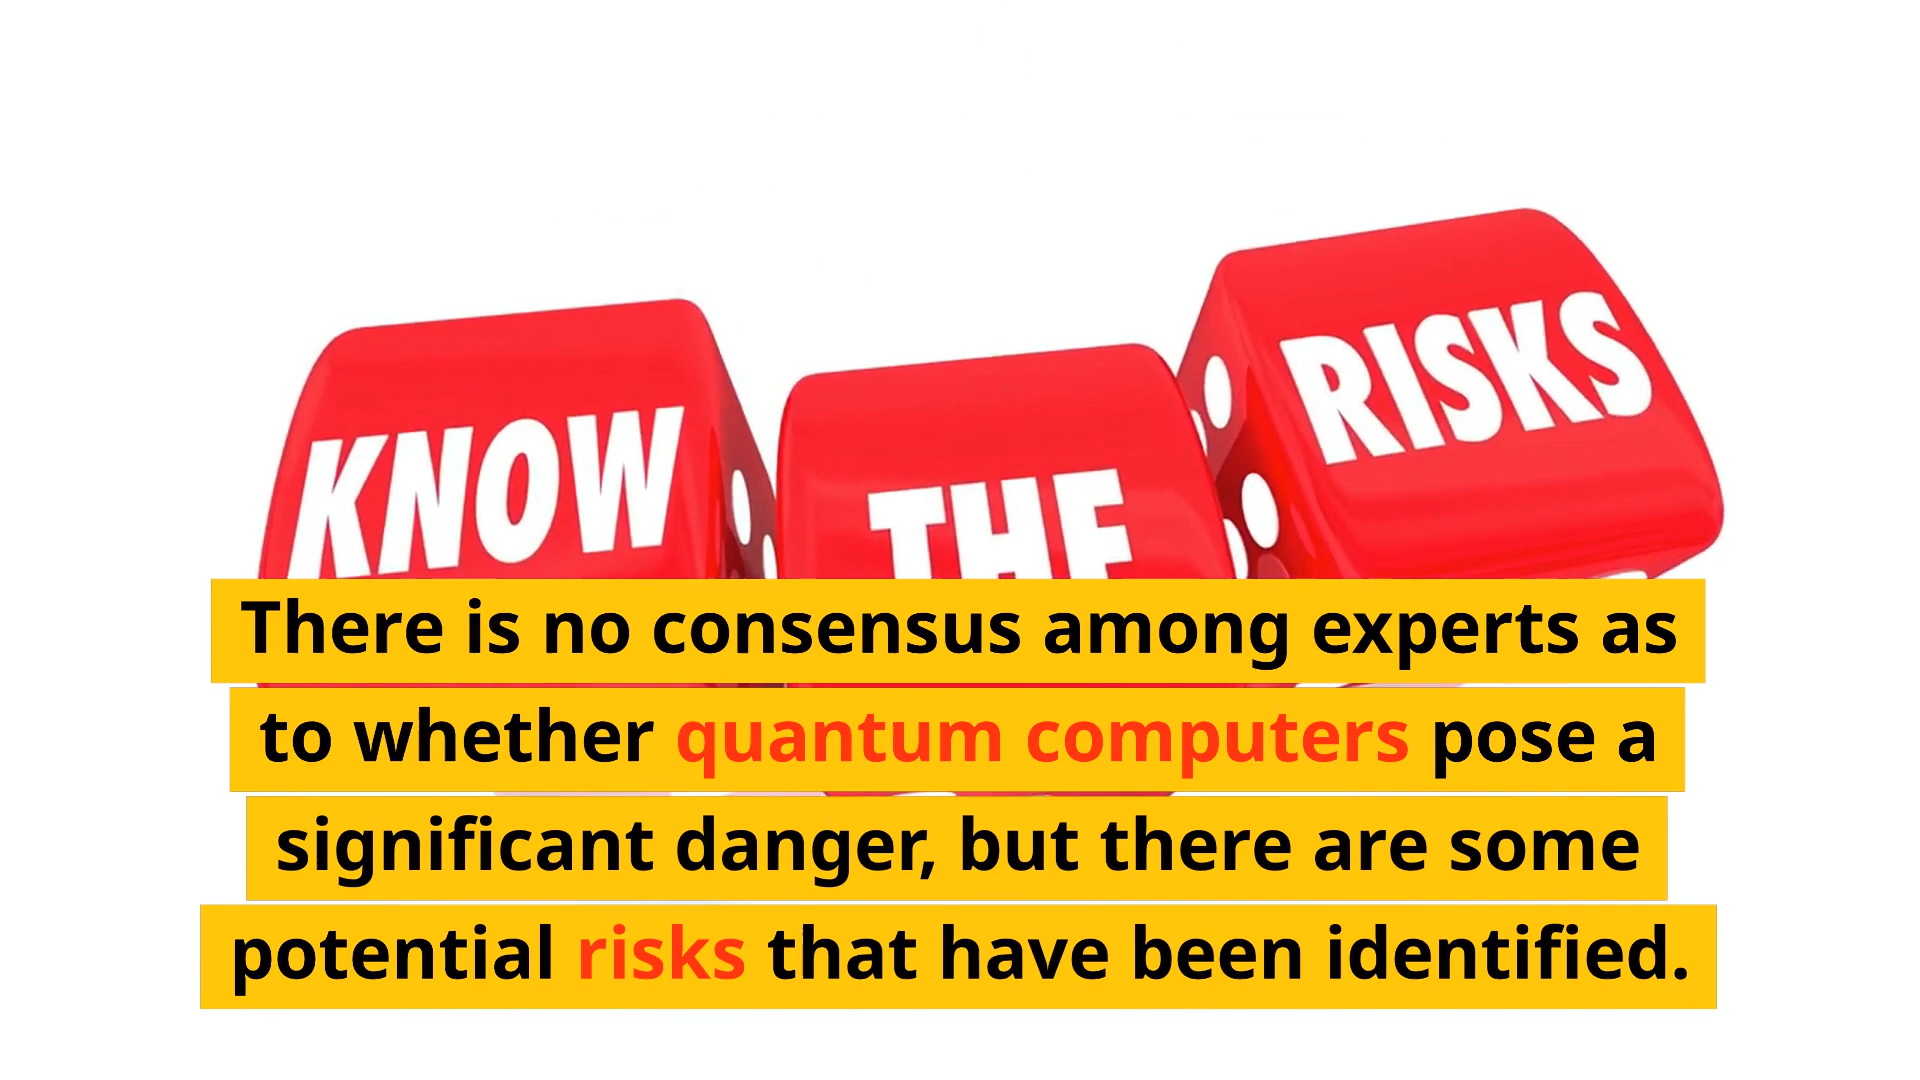 KNOW
THE
RISKS
There is no consensus among experts as
to whether quantum computers pose a
significant danger, but there are some
potential risks that have been identified.